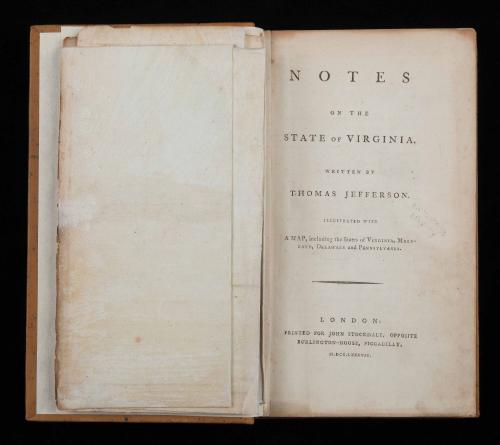 NOTES
ON THE
STATE OF VIRGINIA.
WRITTEN BY
THOMAS JEFFERSON.
ILLUSTRATED WITH
A MAP, including the States of VIRGINIA, MARY-
LAND, DELAWARE and PENNSYLVANIA.
LONDON:
PRINTED FOR JOHN STOCKDALE, OPPOSITE
BURLINGTON-HOUSE, PICCADILLY.
M.DCC.LXXXVII.